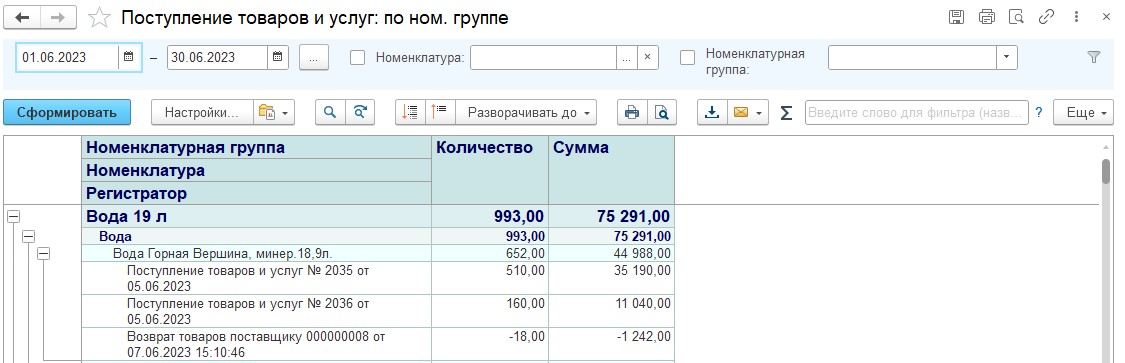 Поступление товаров и услуг: по ном. группе
01.06.2023 – 30.06.2023 ... Номенклатура: ... × Номенклатурная группа:
Сформировать Настройки... Разворачивать до Σ Введите слово для фильтра (назв... ? Еще
Номенклатурная группа Количество Сумма
Номенклатура
Регистратор
Вода 19 л 993,00 75 291,00
Вода 993,00 75 291,00
Вода Горная Вершина, минер.18,9л. 652,00 44 988,00
Поступление товаров и услуг № 2035 от 510,00 35 190,00
05.06.2023
Поступление товаров и услуг № 2036 от 160,00 11 040,00
05.06.2023
Возврат товаров поставщику 000000008 от -18,00 -1 242,00
07.06.2023 15:10:46